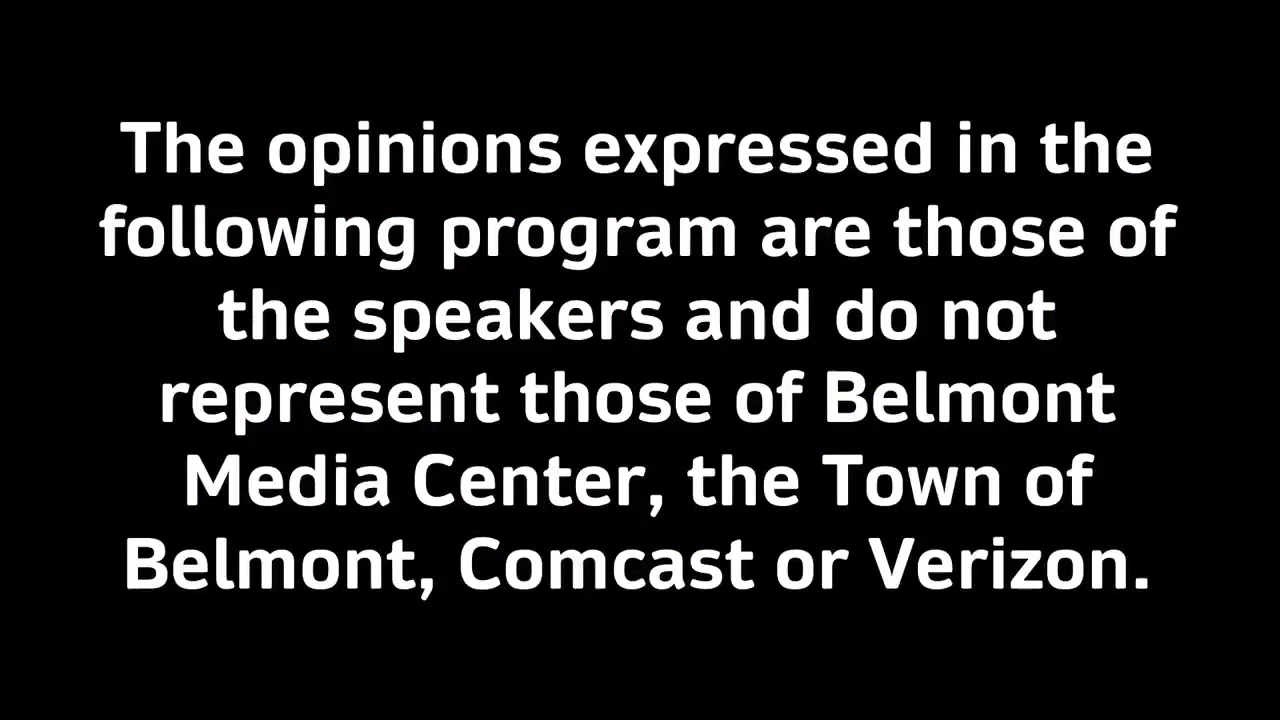 The opinions expressed in the
following program are those of
the speakers and do not
represent those of Belmont
Media Center, the Town of
Belmont, Comcast or Verizon.